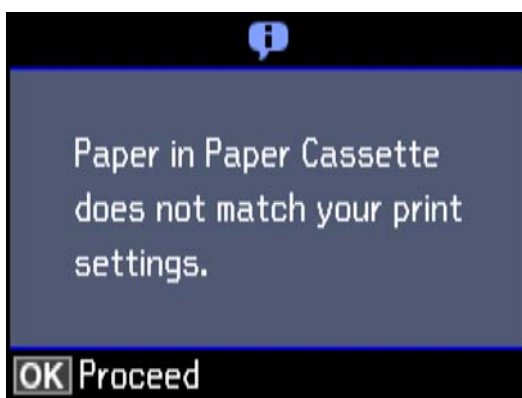 Paper in Paper Cassette
does not match your print
settings.
OK Proceed